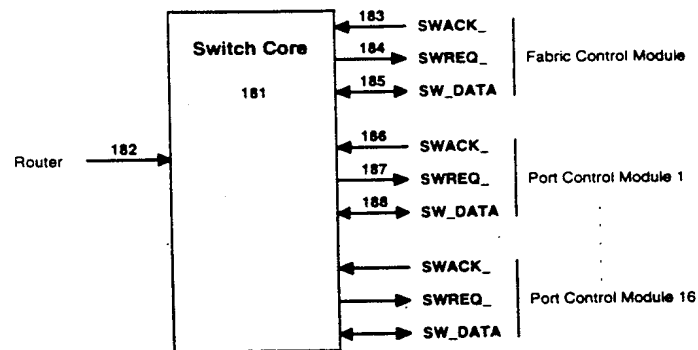 183 SWACK_
Switch Core
184 SWREQ_ Fabric Control Module
181
185 SW_DATA
Router 182
186 SWACK_
187 SWREQ_ Port Control Module 1
188 SW_DATA
SWACK_
SWREQ_ Port Control Module 16
SW_DATA